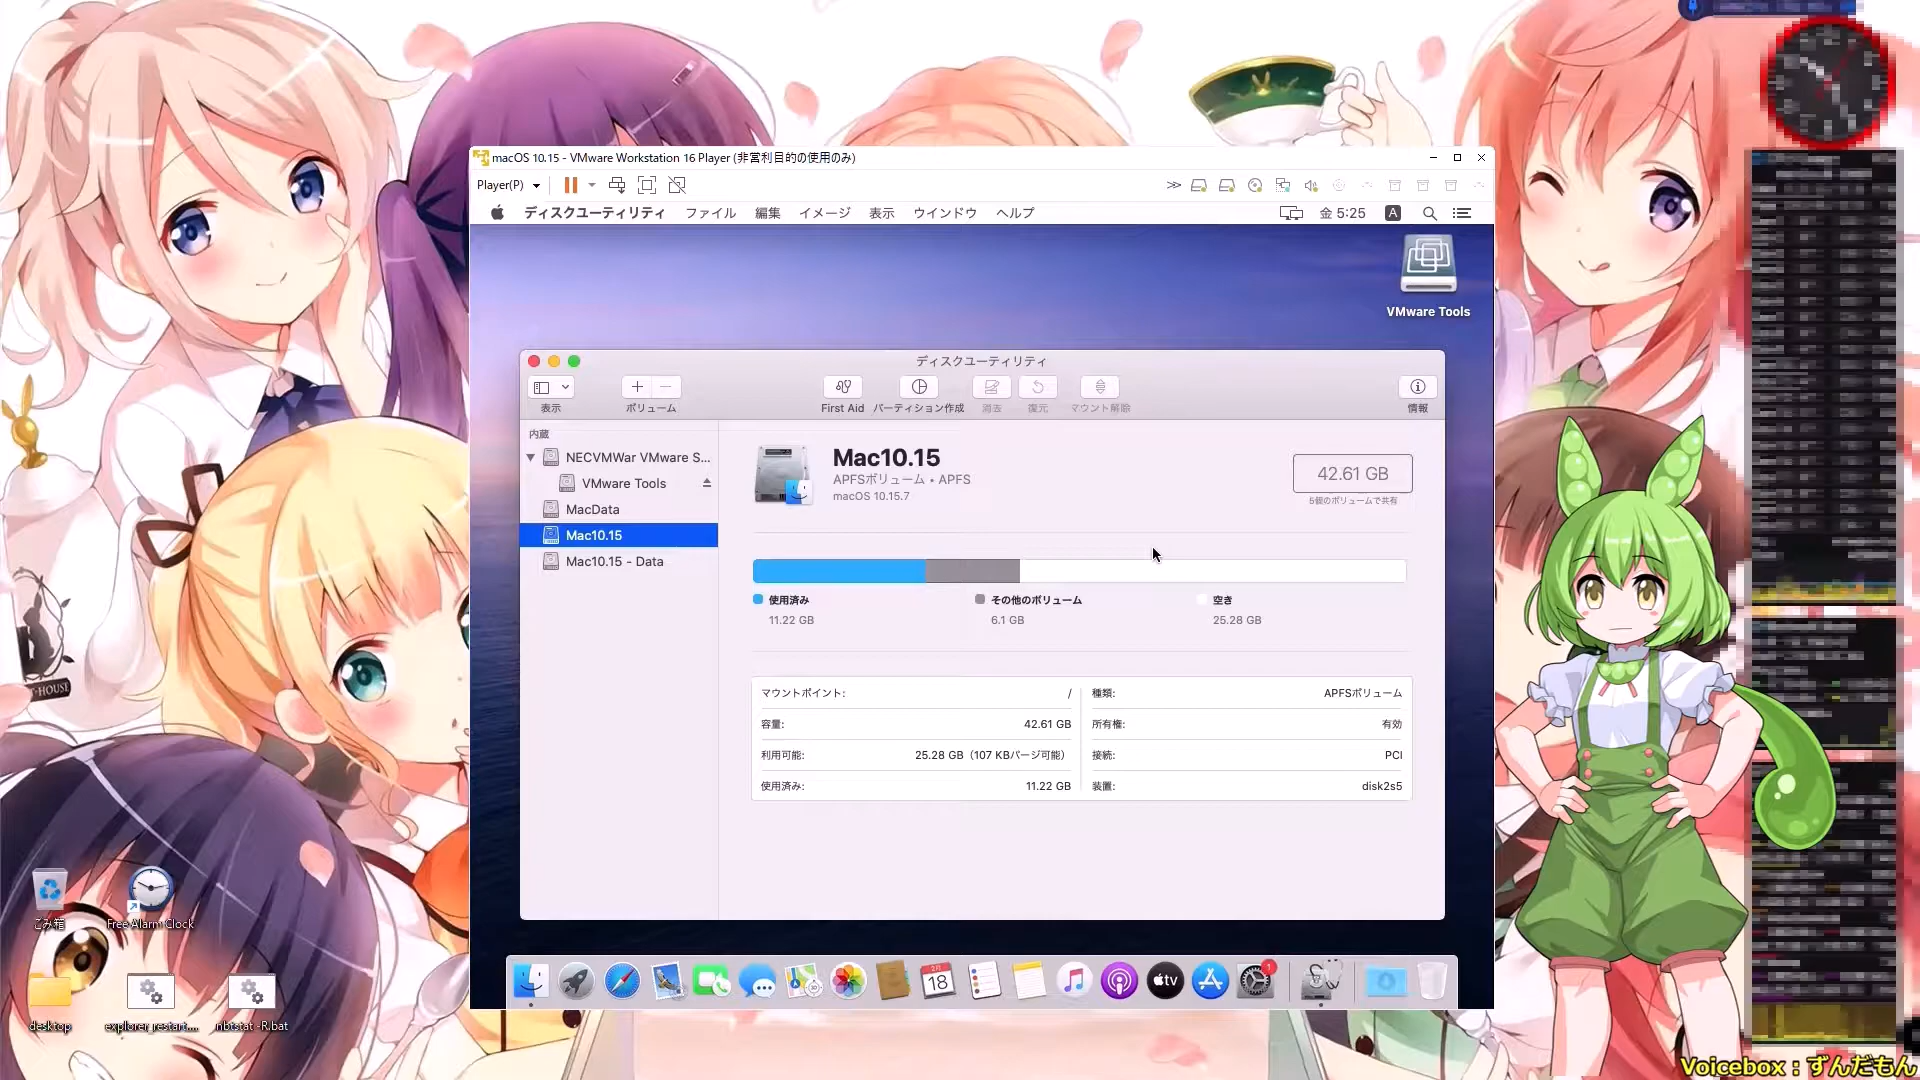 macOS 10.15 - VMware Workstation 16 Player (非営利目的の使用のみ)
Player(P)
ディスクユーティリティ ファイル 編集 イメージ 表示 ウインドウ ヘルプ 金 5:25 A
VMware Tools
ディスクユーティリティ
表示 ボリューム First Aid パーティション作成 消去 復元 マウント解除 情報
内蔵
NECVMWar VMware S...
VMware Tools
MacData
Mac10.15
Mac10.15 - Data
Mac10.15
APFSボリューム • APFS
macOS 10.15.7
42.61 GB
5個のボリュームで共有
使用済み
11.22 GB
その他のボリューム
6.1 GB
空き
25.28 GB
マウントポイント: /
容量: 42.61 GB
利用可能: 25.28 GB（107 KBパージ可能）
使用済み: 11.22 GB
種類: APFSボリューム
所有権: 有効
接続: PCI
装置: disk2s5
T-HOUSE
ごみ箱
Free Alarm Clock
desktop
explorer_restart....
nbtstat -R.bat
2月
18
tv
1
Voicebox：ずんだもん